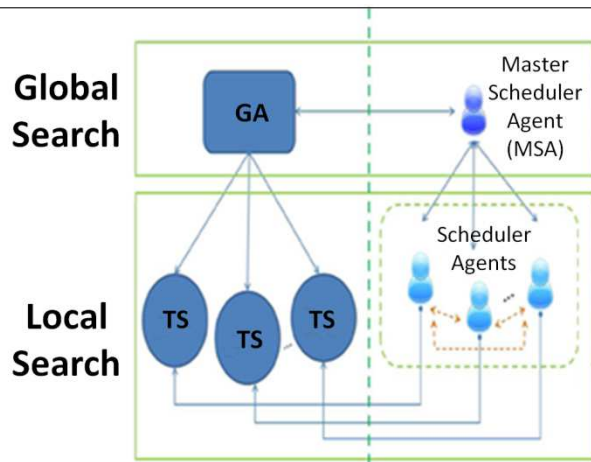 Global
Search
GA
Master
Scheduler
Agent
(MSA)
Local
Search
TS
TS
TS
Scheduler
Agents